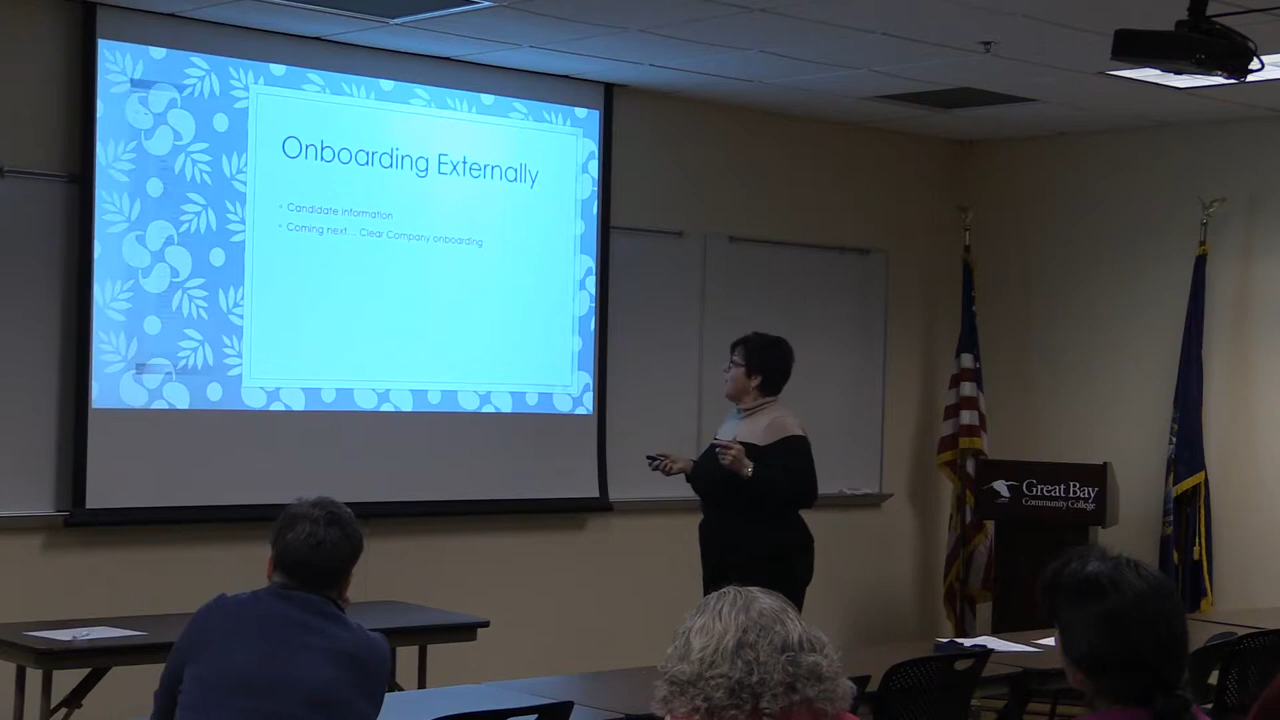 Onboarding Externally
Candidate Information
Coming next... Clear Company onboarding
Great Bay
Community College